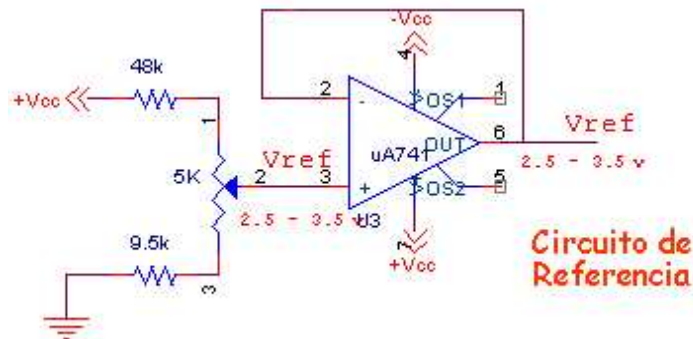 -Vcc
48k
+Vcc
4
1
2
-
OS1
1
6
Vref
Vref
OUT
uA741
5K
2
3
+
OS2
5
2.5 - 3.5 v
2.5 - 3.5 v
U3
9.5k
7
+Vcc
3
Circuito de
Referencia